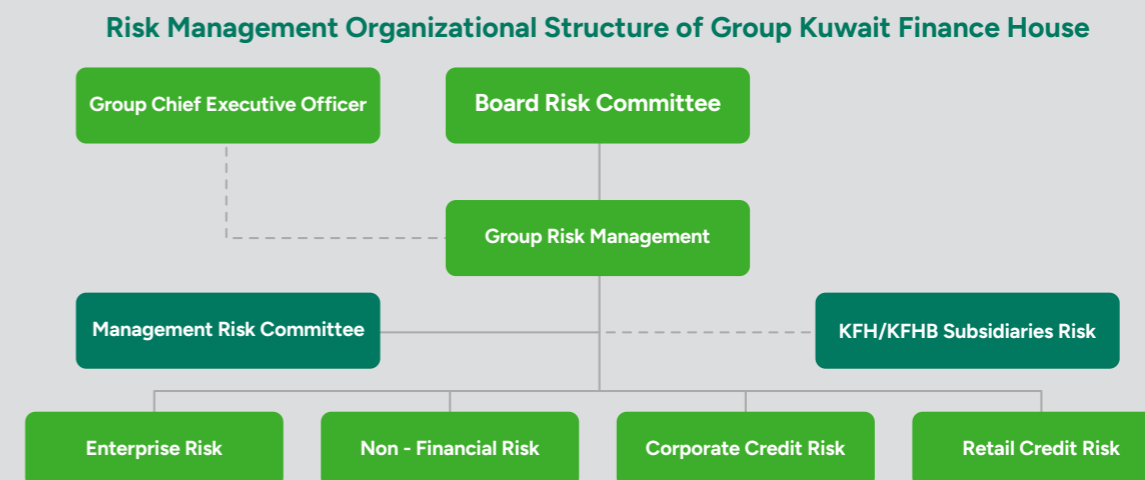 Risk Management Organizational Structure of Group Kuwait Finance House
Group Chief Executive Officer
Board Risk Committee
Group Risk Management
Management Risk Committee
KFH/KFHB Subsidiaries Risk
Enterprise Risk
Non - Financial Risk
Corporate Credit Risk
Retail Credit Risk